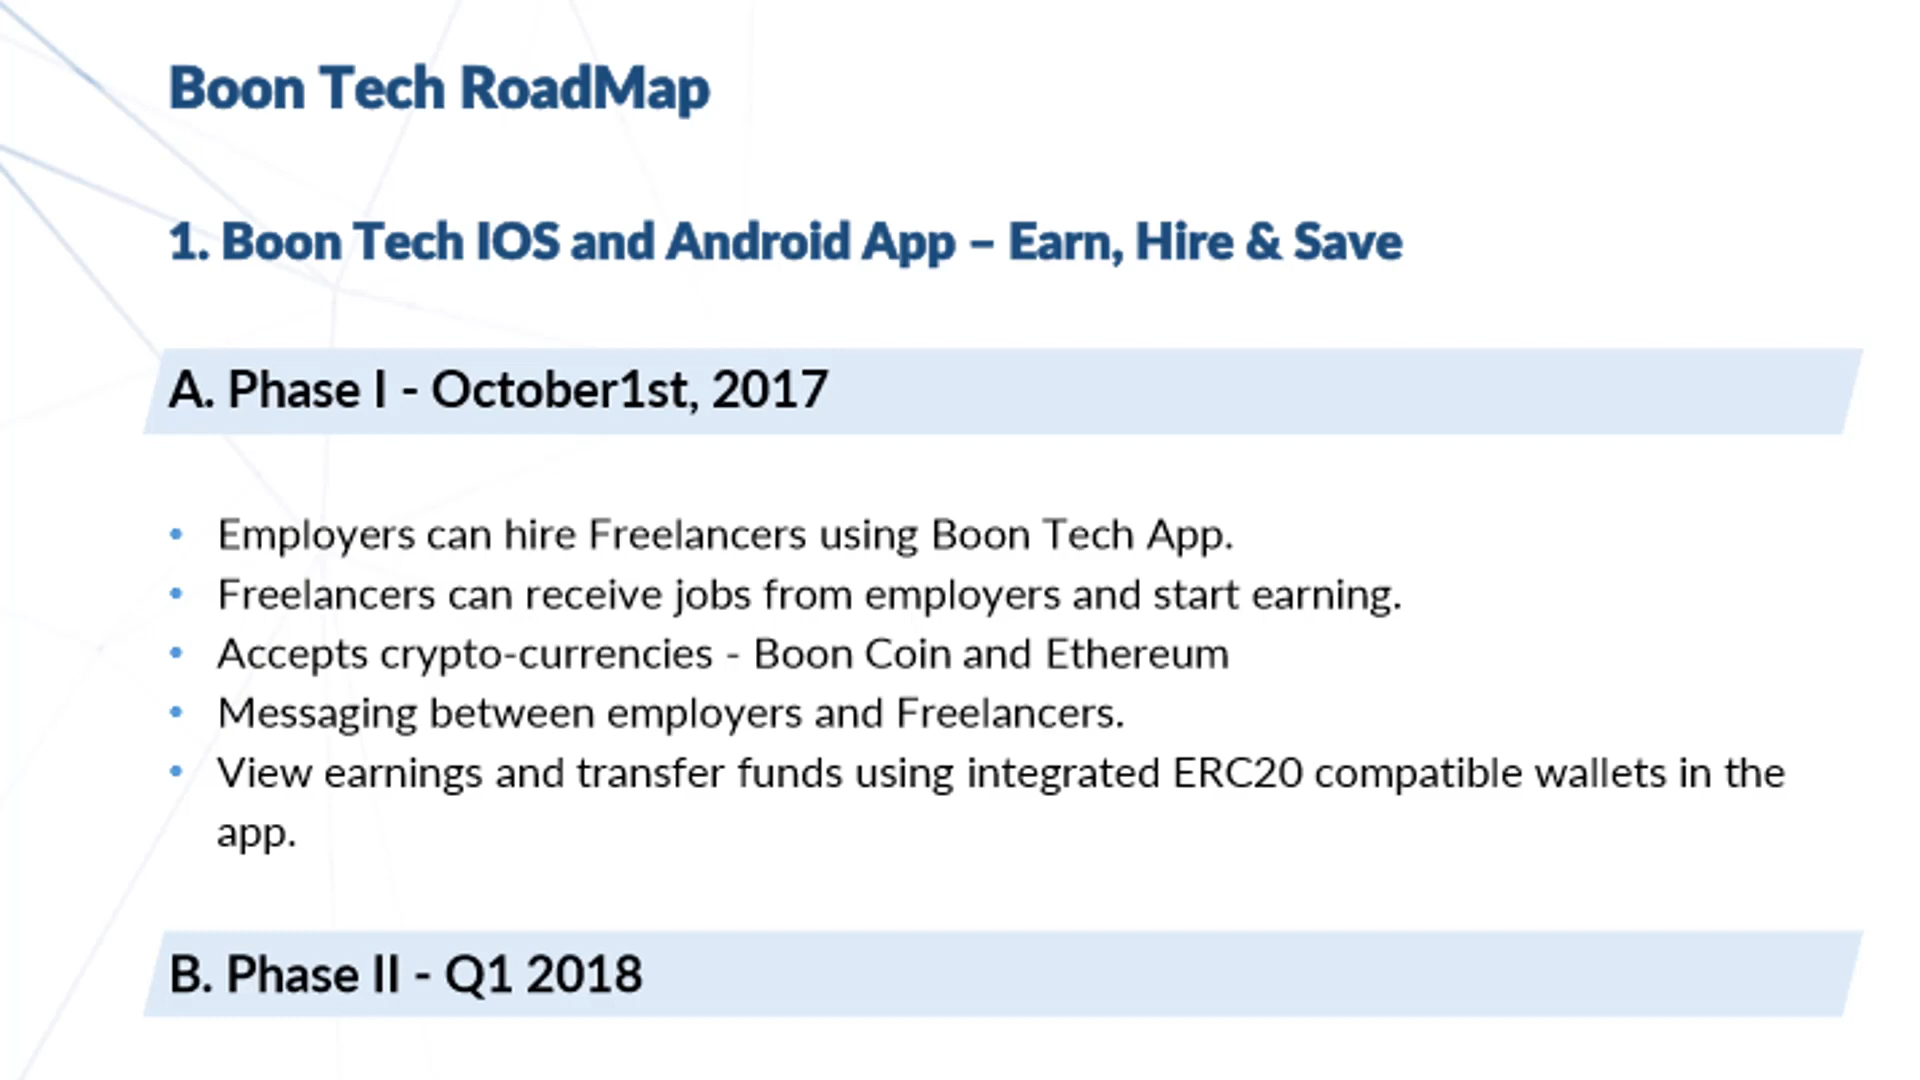 Boon Tech RoadMap
1. Boon Tech IOS and Android App – Earn, Hire & Save
A. Phase I - October1st, 2017
• Employers can hire Freelancers using Boon Tech App.
• Freelancers can receive jobs from employers and start earning.
• Accepts crypto-currencies - Boon Coin and Ethereum
• Messaging between employers and Freelancers.
• View earnings and transfer funds using integrated ERC20 compatible wallets in the
app.
B. Phase II - Q1 2018